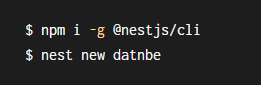 $ npm i -g @nestjs/cli
$ nest new datnbe